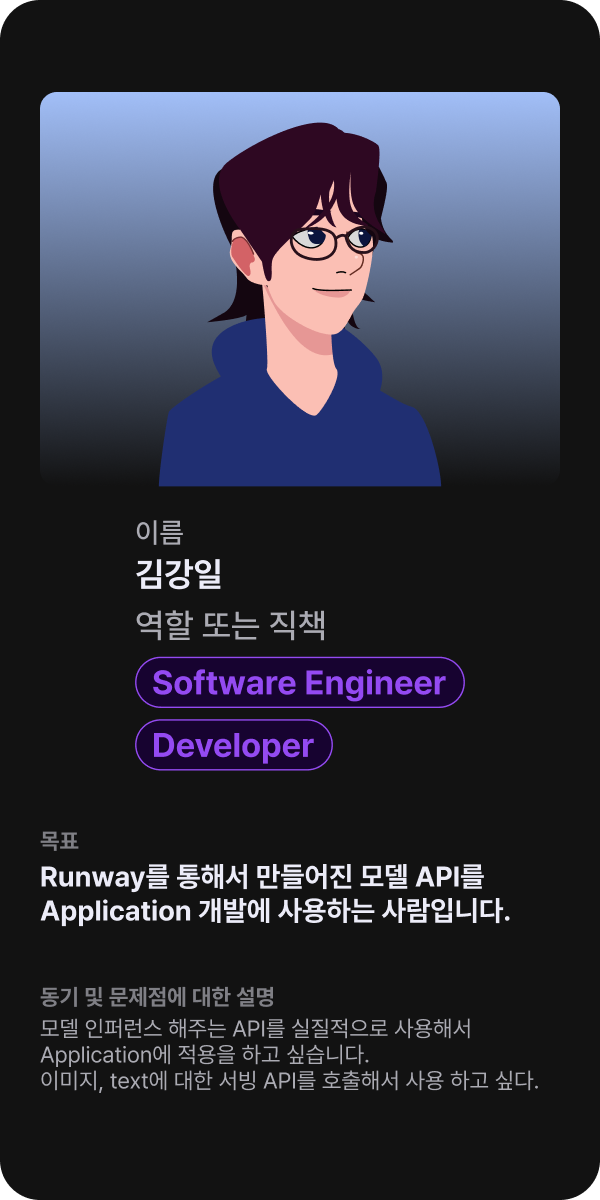 이름
김강일
역할 또는 직책
Software Engineer
Developer
목표
Runway를 통해서 만들어진 모델 API를
Application 개발에 사용하는 사람입니다.
동기 및 문제점에 대한 설명
모델 인퍼런스 해주는 API를 실질적으로 사용해서
Application에 적용을 하고 싶습니다.
이미지, text에 대한 서빙 API를 호출해서 사용 하고 싶다.